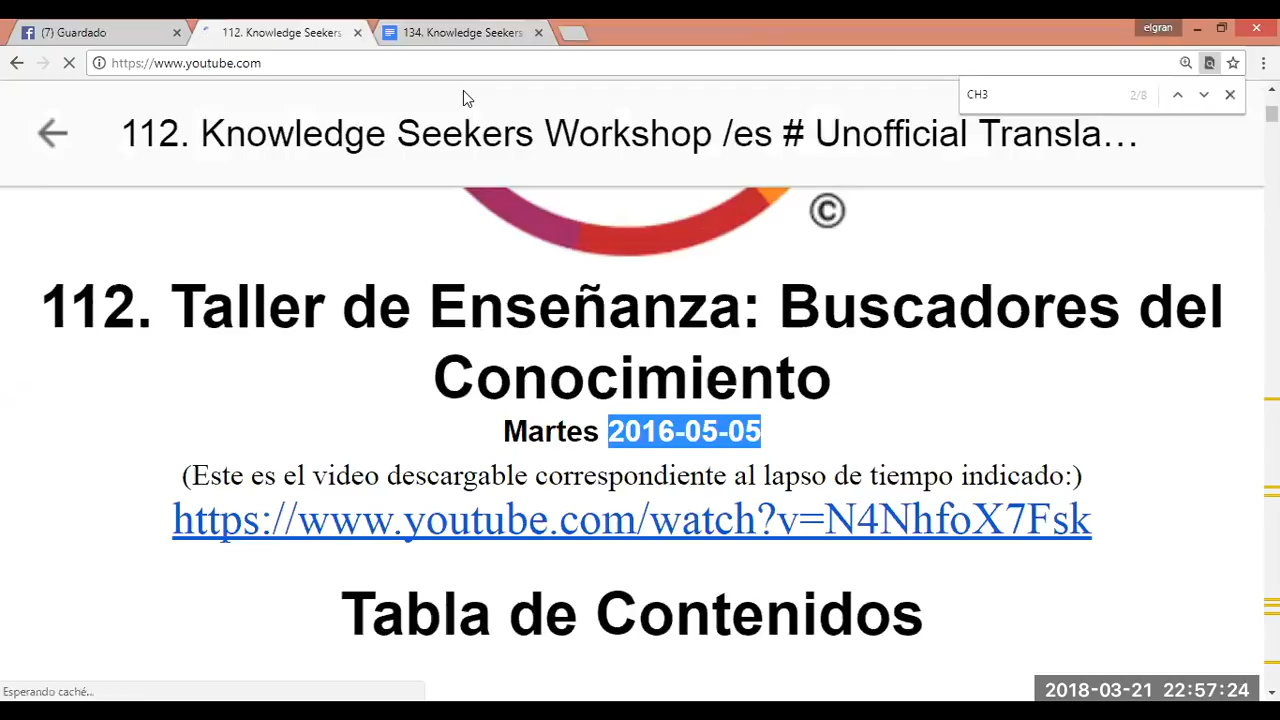 (7) Guardado
112. Knowledge Seekers
134. Knowledge Seekers
elgran
https://www.youtube.com
CH3
2/8
112. Knowledge Seekers Workshop /es # Unofficial Transla…
©
112. Taller de Enseñanza: Buscadores del
Conocimiento
Martes 2016-05-05
(Este es el video descargable correspondiente al lapso de tiempo indicado:)
https://www.youtube.com/watch?v=N4NhfoX7Fsk
Tabla de Contenidos
Esperando caché...
2018-03-21 22:57:24